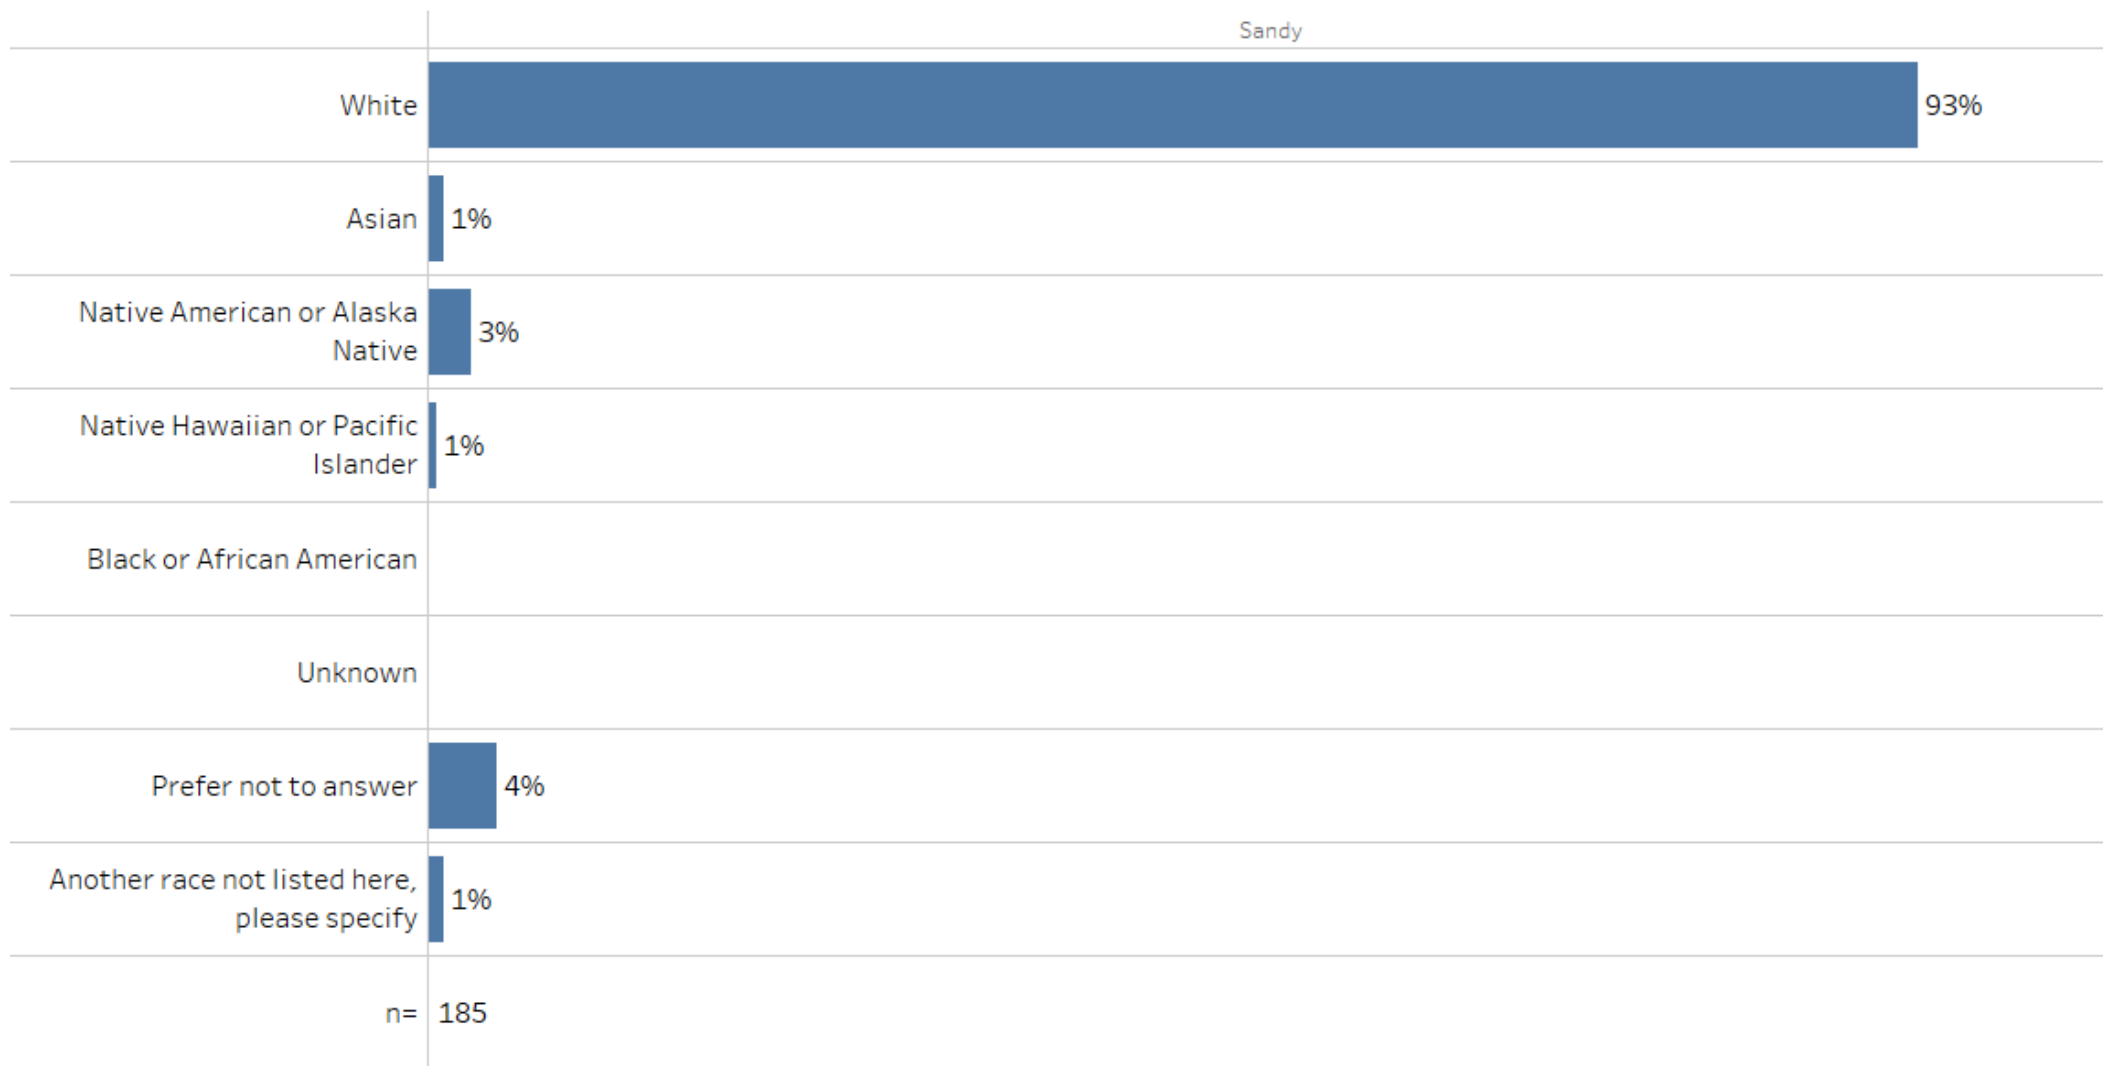 Sandy
White
93%
Asian
1%
Native American or Alaska
Native
3%
Native Hawaiian or Pacific
Islander
1%
Black or African American
Unknown
Prefer not to answer
4%
Another race not listed here,
please specify
1%
n=
185